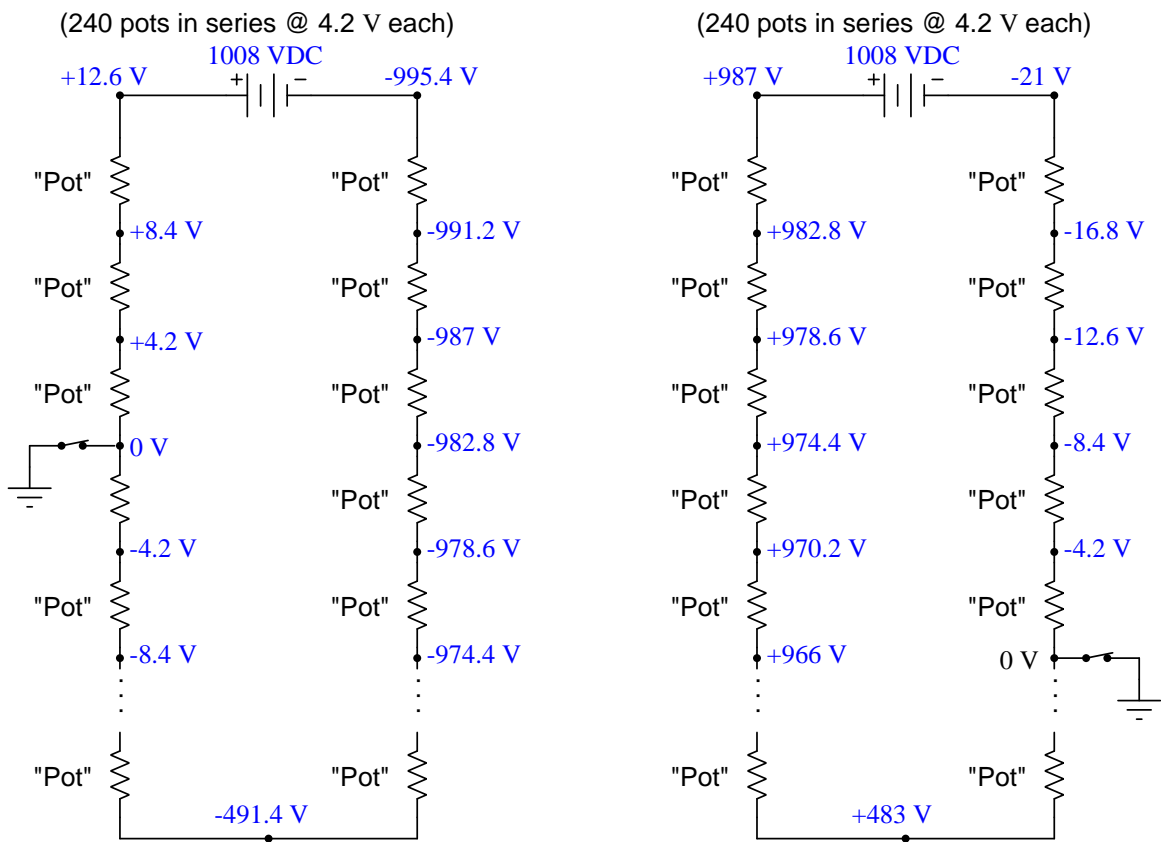 (240 pots in series @ 4.2 V each)
1008 VDC
+12.6 V
+ −
-995.4 V
"Pot"
"Pot"
+8.4 V
-991.2 V
"Pot"
"Pot"
+4.2 V
-987 V
"Pot"
"Pot"
0 V
-982.8 V
"Pot"
-4.2 V
-978.6 V
"Pot"
"Pot"
-8.4 V
-974.4 V
"Pot"
"Pot"
-491.4 V
(240 pots in series @ 4.2 V each)
1008 VDC
+987 V
+ −
-21 V
"Pot"
"Pot"
+982.8 V
-16.8 V
"Pot"
"Pot"
+978.6 V
-12.6 V
"Pot"
"Pot"
+974.4 V
-8.4 V
"Pot"
"Pot"
+970.2 V
-4.2 V
"Pot"
"Pot"
+966 V
0 V
"Pot"
"Pot"
+483 V